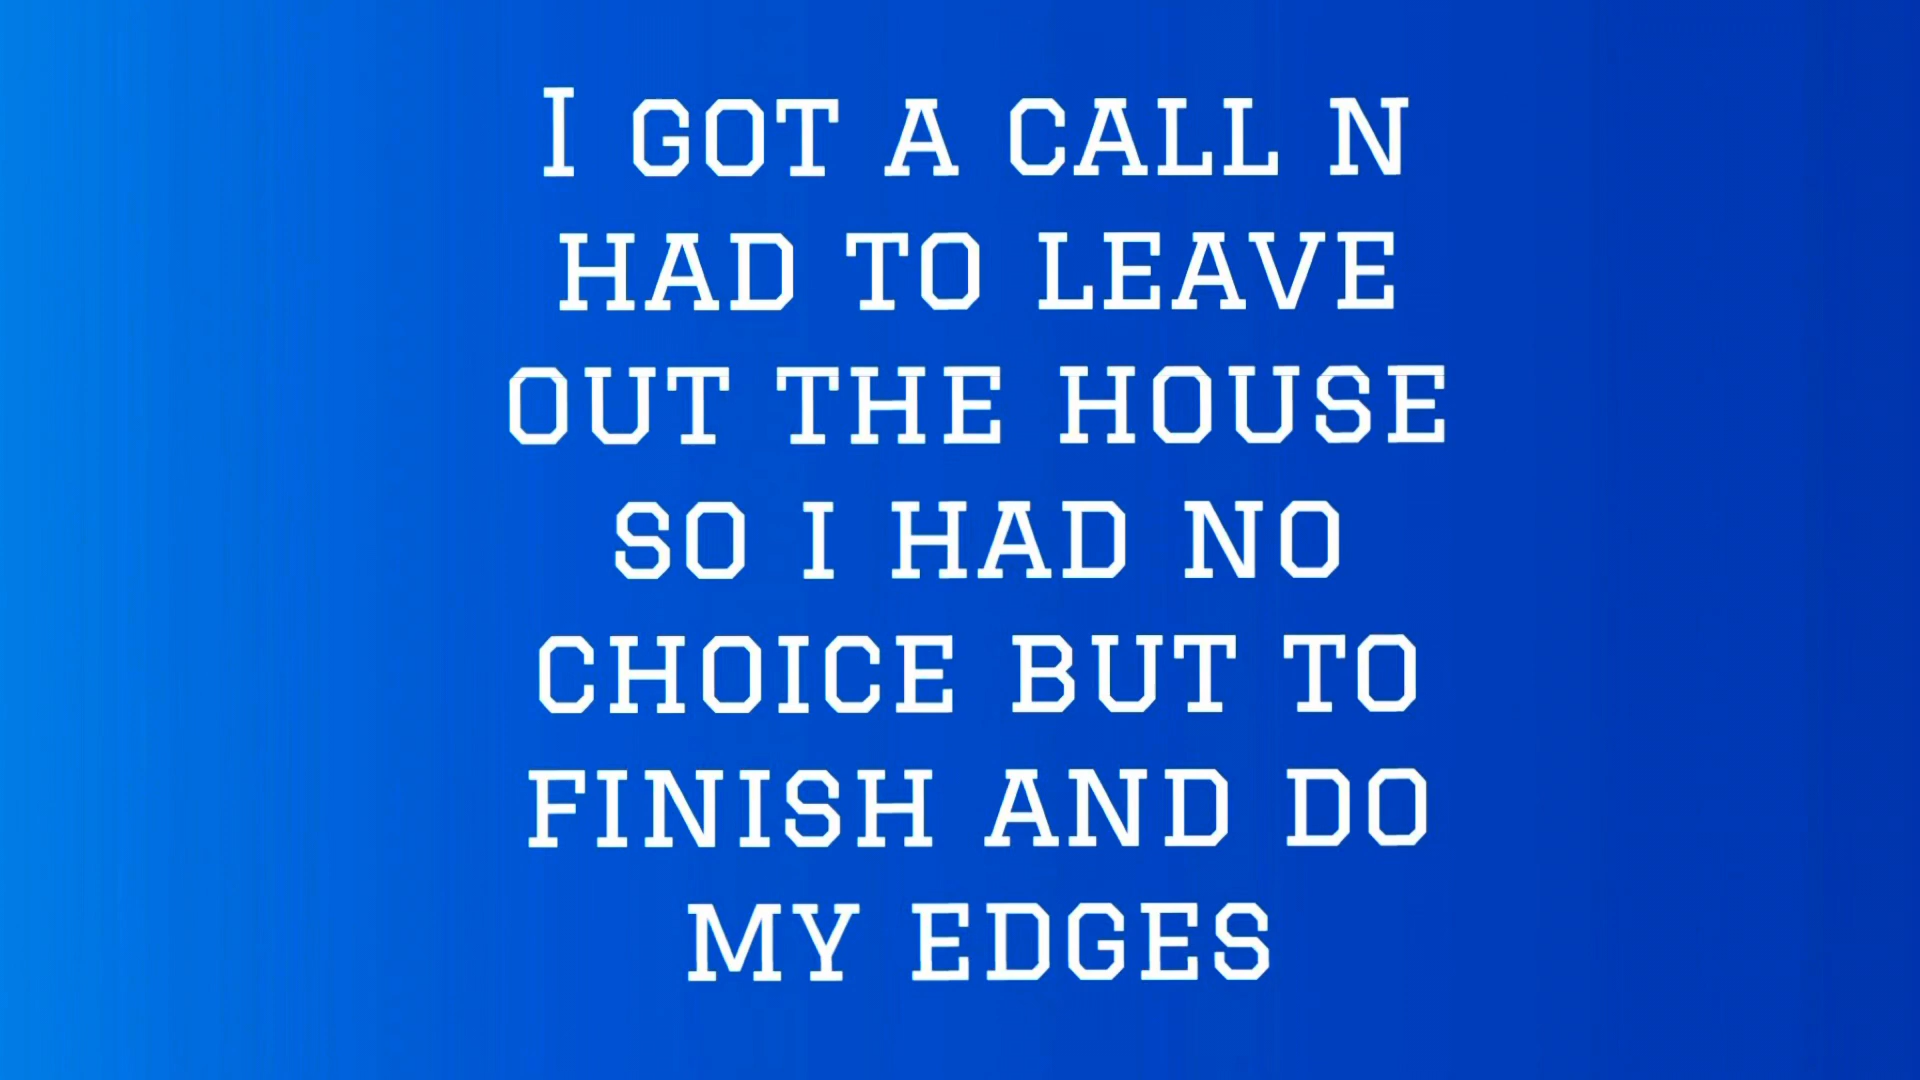 I GOT A CALL N
HAD TO LEAVE
OUT THE HOUSE
SO I HAD NO
CHOICE BUT TO
FINISH AND DO
MY EDGES